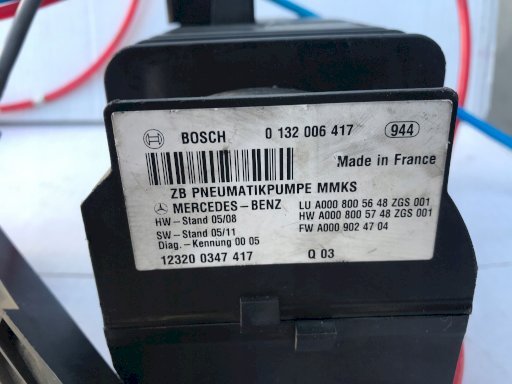 BOSCH 0 132 006 417 944
Made in France
ZB PNEUMATIKPUMPE MMKS
MERCEDES-BENZ LU A000 800 56 48 ZGS 001
HW-Stand 05/08 HW A000 800 57 48 ZGS 001
SW-Stand 05/11 FW A000 902 47 04
Diag.-Kennung 00 05
12320 0347 417 Q 03